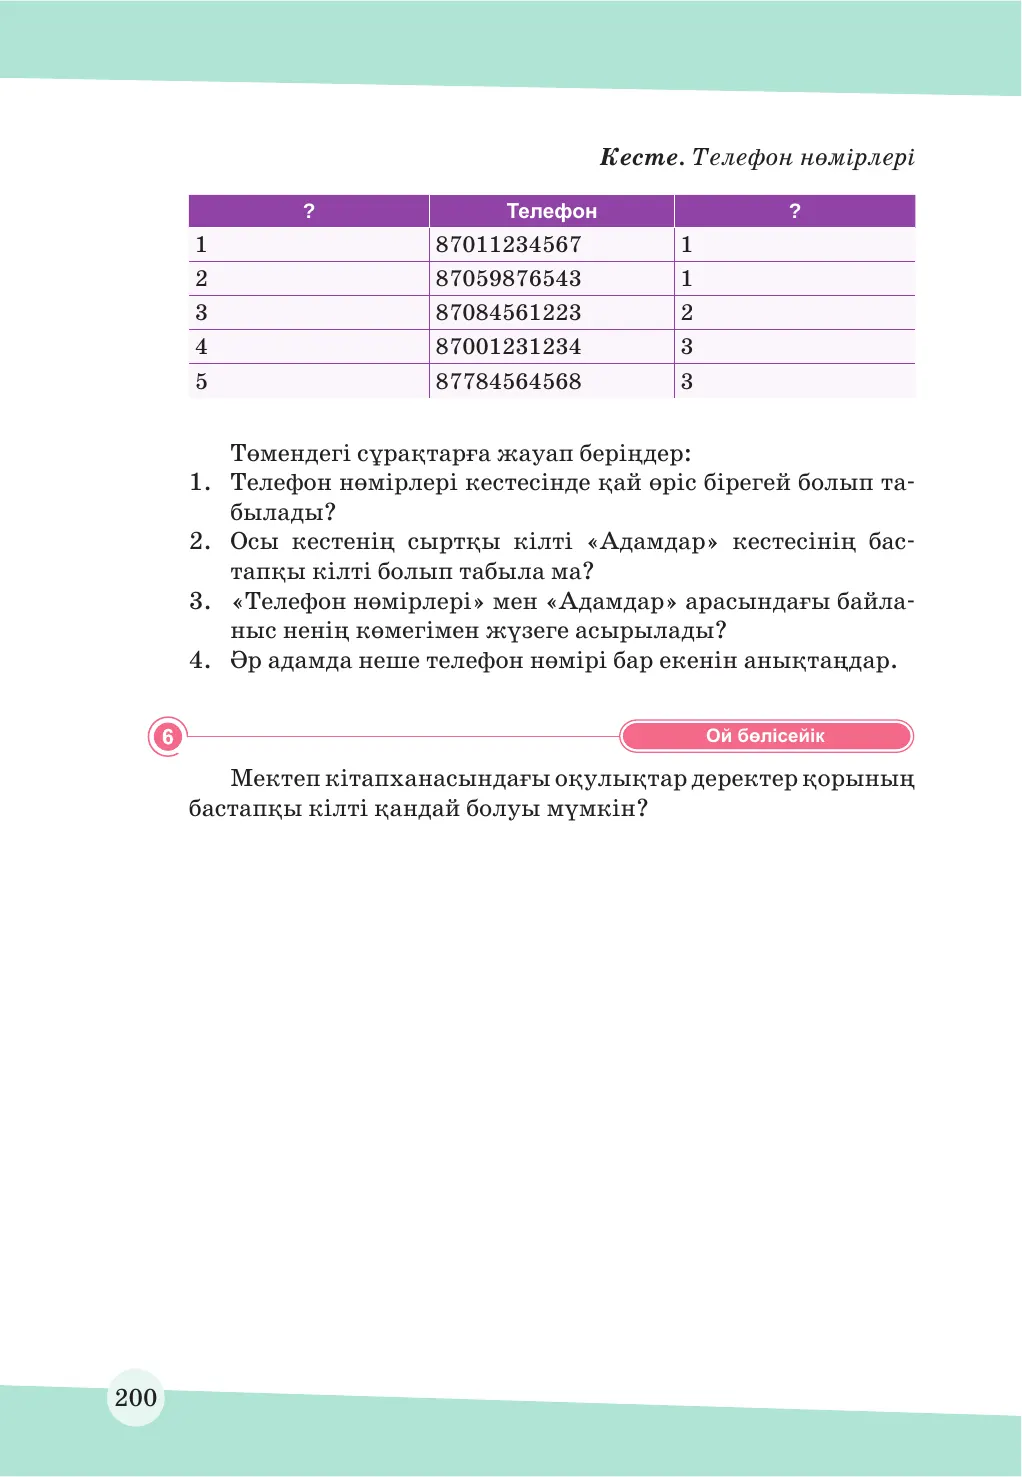 Кесте. Телефон нөмірлері
? Телефон ?
1 87011234567 1
2 87059876543 1
3 87084561223 2
4 87001231234 3
5 87784564568 3
Төмендегі сұрақтарға жауап беріңдер:
1. Телефон нөмірлері кестесінде қай өріс бірегей болып та-
былады?
2. Осы кестенің сыртқы кілті «Адамдар» кестесінің бас-
тапқы кілті болып табыла ма?
3. «Телефон нөмірлері» мен «Адамдар» арасындағы байла-
ныс ненің көмегімен жүзеге асырылады?
4. Әр адамда неше телефон нөмірі бар екенін анықтаңдар.
6 Ой бөлісейік
Мектеп кітапханасындағы оқулықтар деректер қорының
бастапқы кілті қандай болуы мүмкін?
200